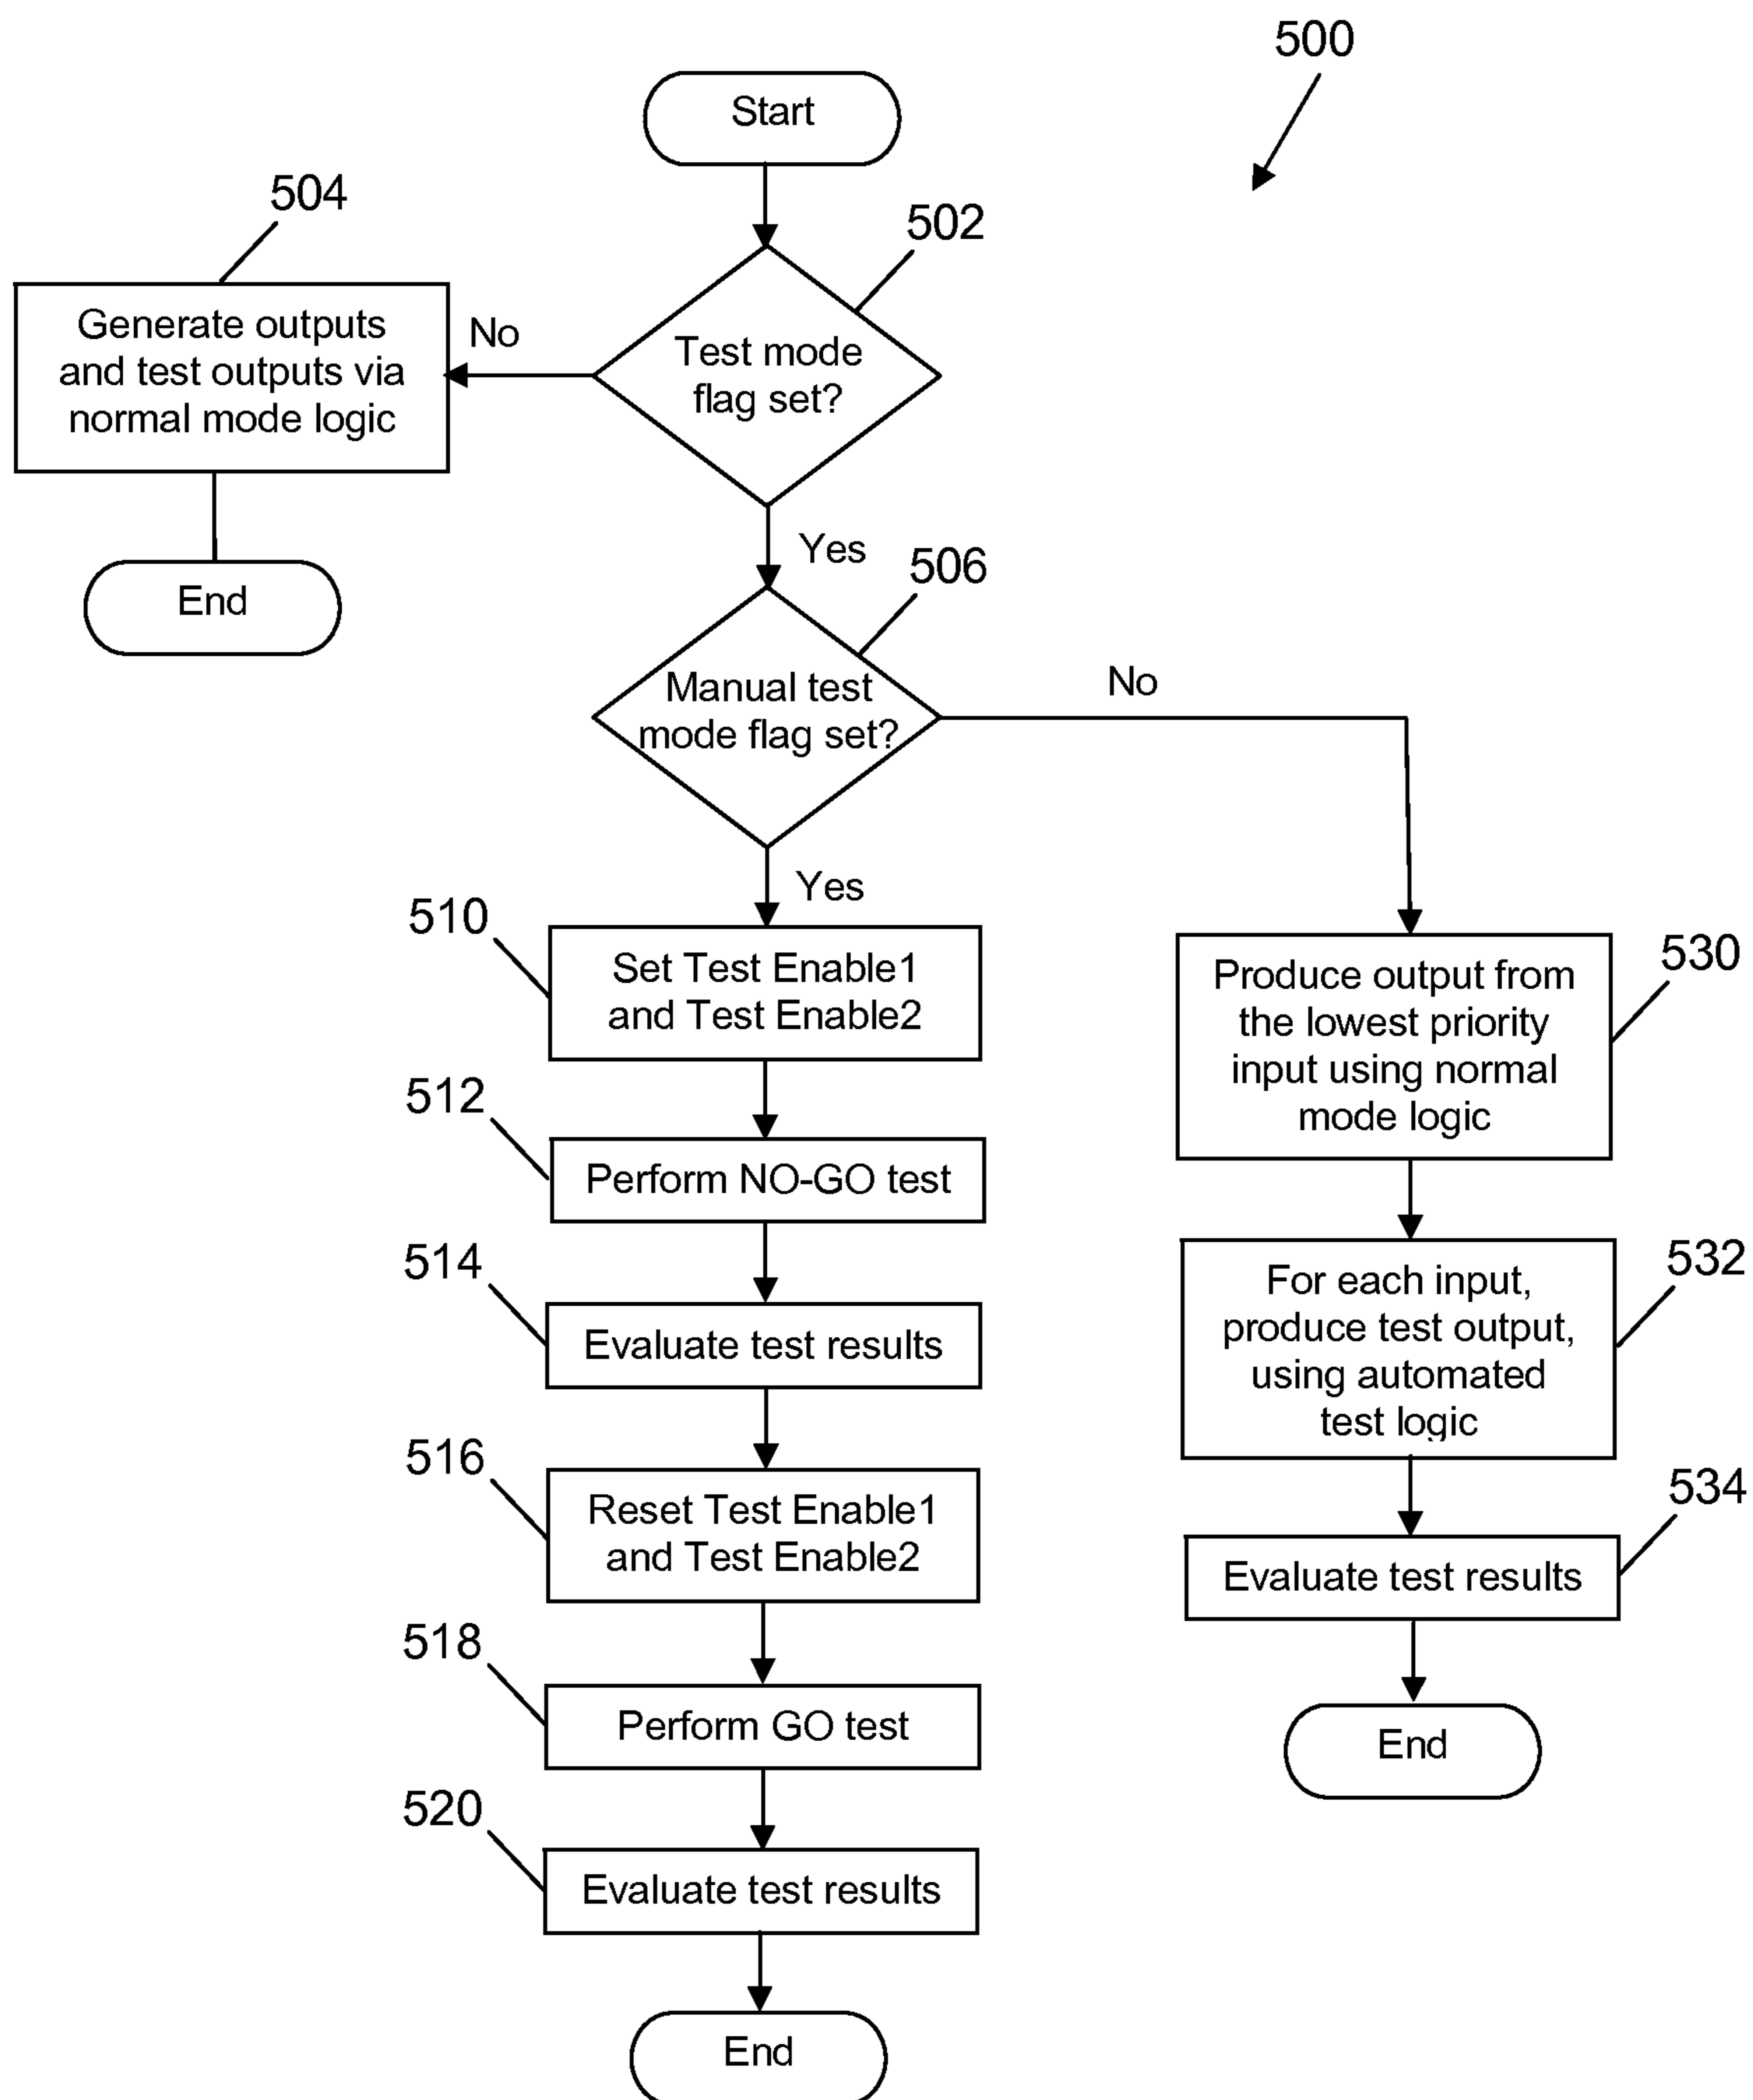 500
Start
504
502
Generate outputs
and test outputs via
normal mode logic
No
Test mode
flag set?
Yes
End
506
Manual test
mode flag set?
No
Yes
510
Set Test Enable1
and Test Enable2
530
Produce output from
the lowest priority
input using normal
mode logic
512
Perform NO-GO test
514
Evaluate test results
532
For each input,
produce test output,
using automated
test logic
516
Reset Test Enable1
and Test Enable2
534
Evaluate test results
518
Perform GO test
End
520
Evaluate test results
End